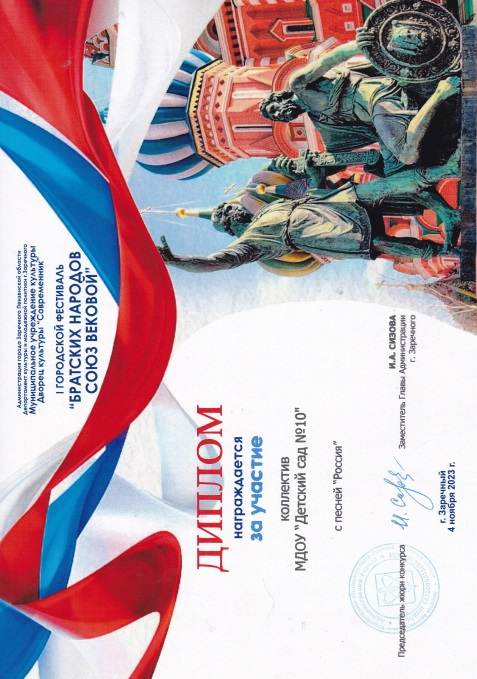 Администрация города Заречного Пензенской области
Департамент культуры и молодежной политики г.Заречного
Муниципальное учреждение культуры
Дворец культуры "Современник"
I ГОРОДСКОЙ ФЕСТИВАЛЬ
"БРАТСКИХ НАРОДОВ
СОЮЗ ВЕКОВОЙ"
ДИПЛОМ
награждается
за участие
коллектив
МДОУ "Детский сад №10"
с песней "Россия"
Председатель жюри конкурса
И.А. СИЗОВА
Заместитель Главы Администрации
г. Заречного
г. Заречный
4 ноября 2023 г.